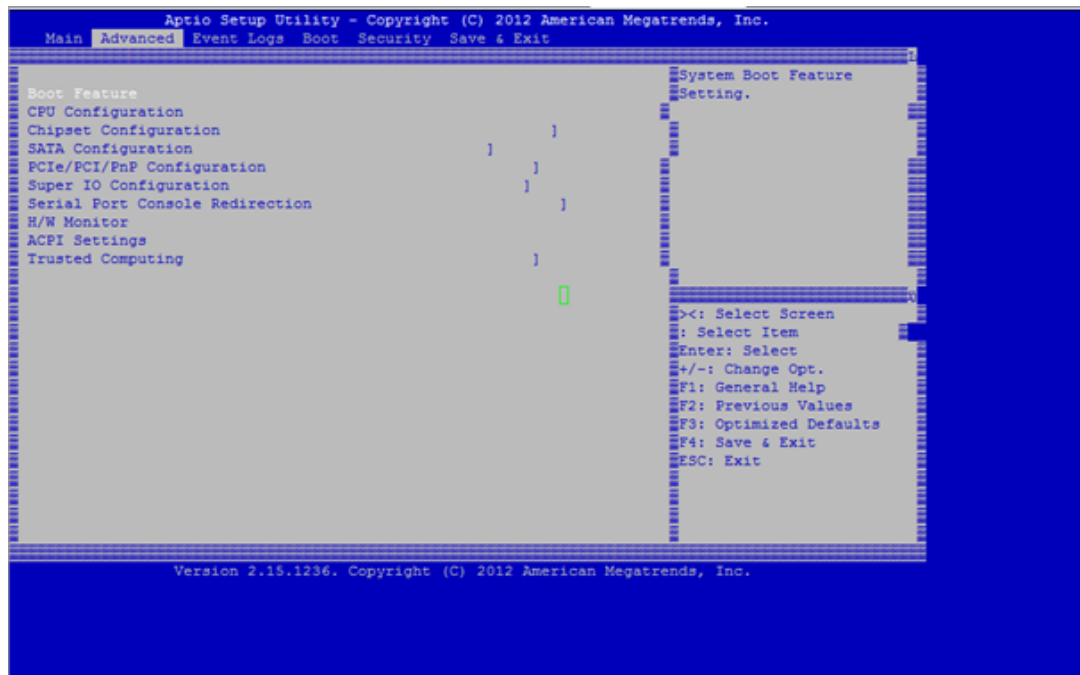 Aptio Setup Utility - Copyright (C) 2012 American Megatrends, Inc.
Main Advanced Event Logs Boot Security Save & Exit
Boot Feature
CPU Configuration
Chipset Configuration ]
SATA Configuration ]
PCIe/PCI/PnP Configuration ]
Super IO Configuration ]
Serial Port Console Redirection ]
H/W Monitor
ACPI Settings
Trusted Computing ]
System Boot Feature
Setting.
><: Select Screen
: Select Item
Enter: Select
+/-: Change Opt.
F1: General Help
F2: Previous Values
F3: Optimized Defaults
F4: Save & Exit
ESC: Exit
Version 2.15.1236. Copyright (C) 2012 American Megatrends, Inc.